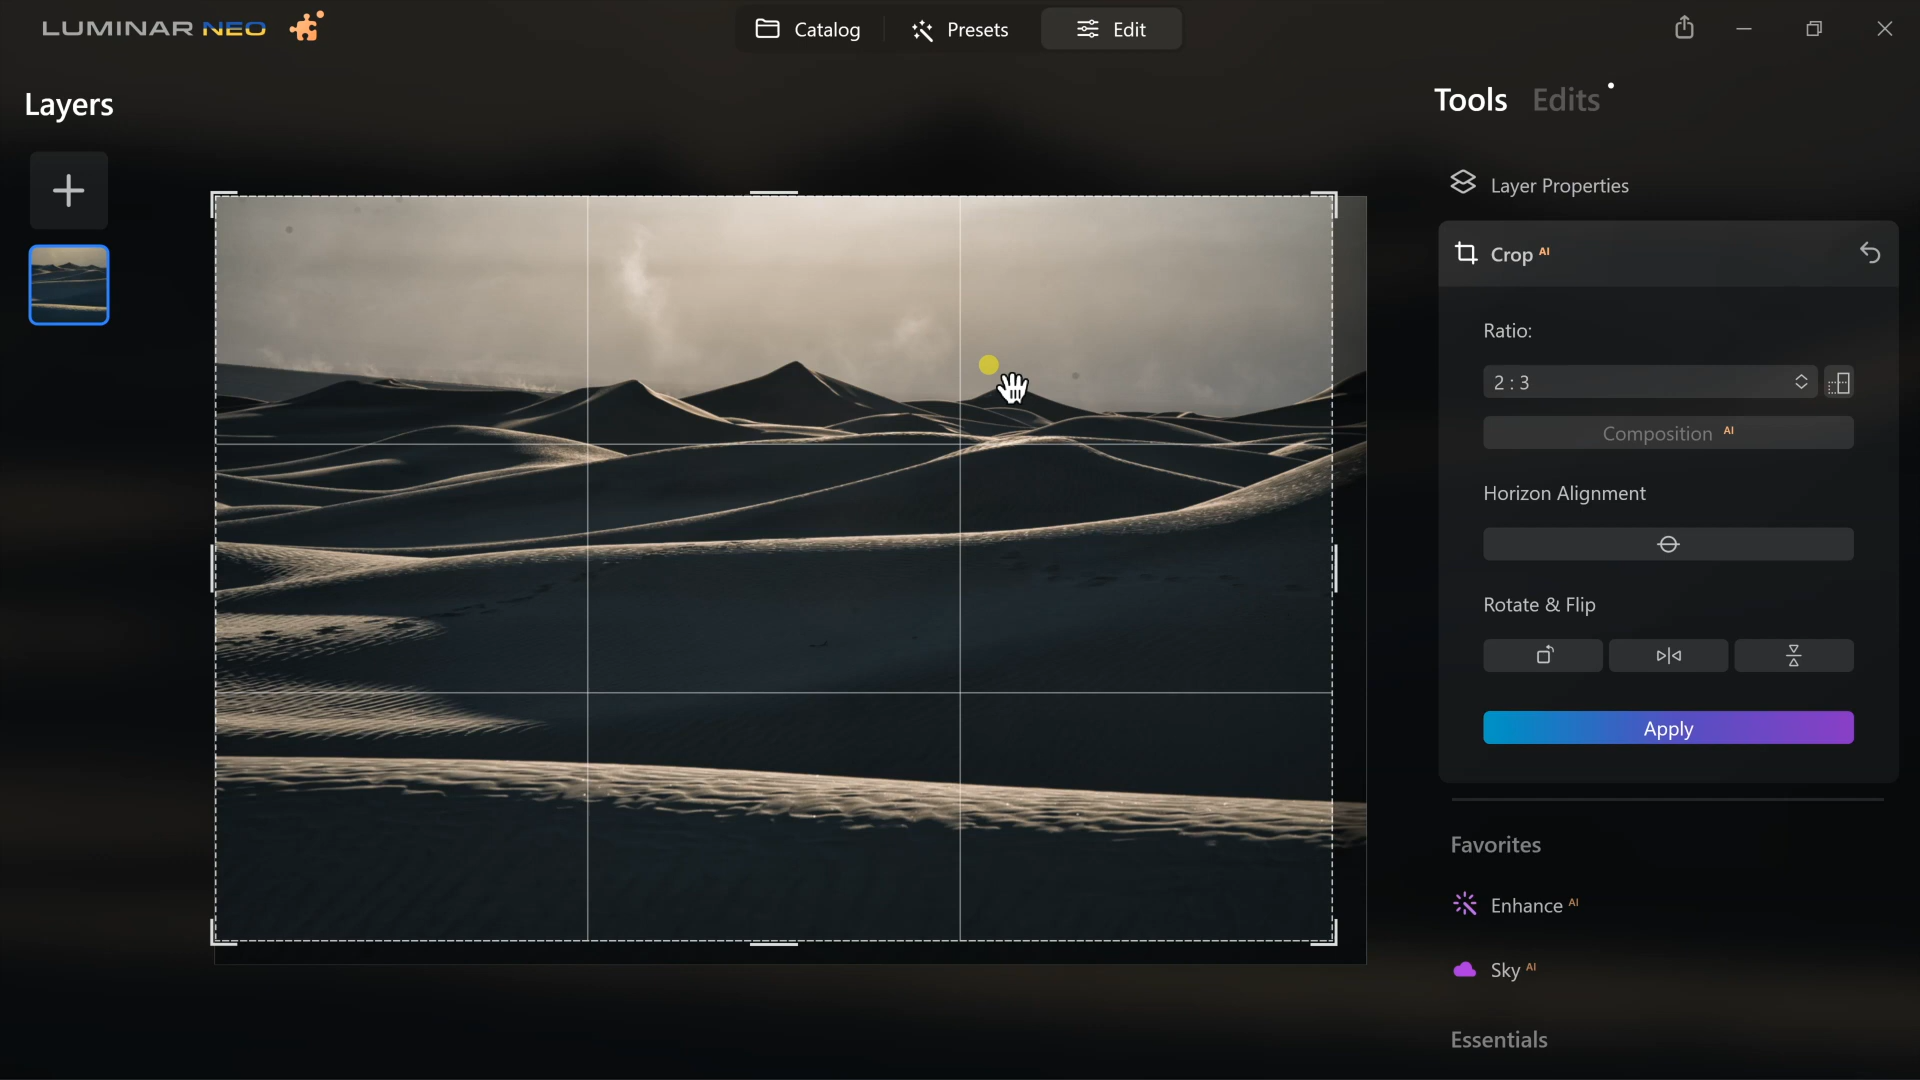 LUMINAR NEO
Catalog
Presets
Edit
Layers
Tools
Edits
Layer Properties
Crop AI
Ratio:
2 : 3
Composition AI
Horizon Alignment
Rotate & Flip
Apply
Favorites
Enhance AI
Sky AI
Essentials